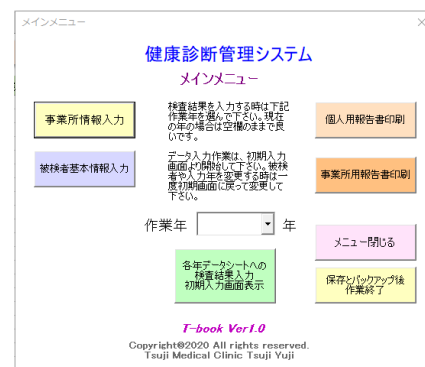 メインメニュー
健康診断管理システム
メインメニュー
事業所情報入力
検査結果を入力する時は下記
作業年を選んで下さい。現在
の年の場合は空欄のままで良
いです。
個人用報告書印刷
被検者基本情報入力
データ入力作業は、初期入力
画面より開始して下さい。被検
者や入力年を変更する時は一
度初期画面に戻って変更して
下さい。
事業所用報告書印刷
作業年 年
メニュー閉じる
各年データシートへの
検査結果入力
初期入力画面表示
保存とバックアップ後
作業終了
T-book Ver1.0
Copyright©2020 All rights reserved.
Tsuji Medical Clinic Tsuji Yuji